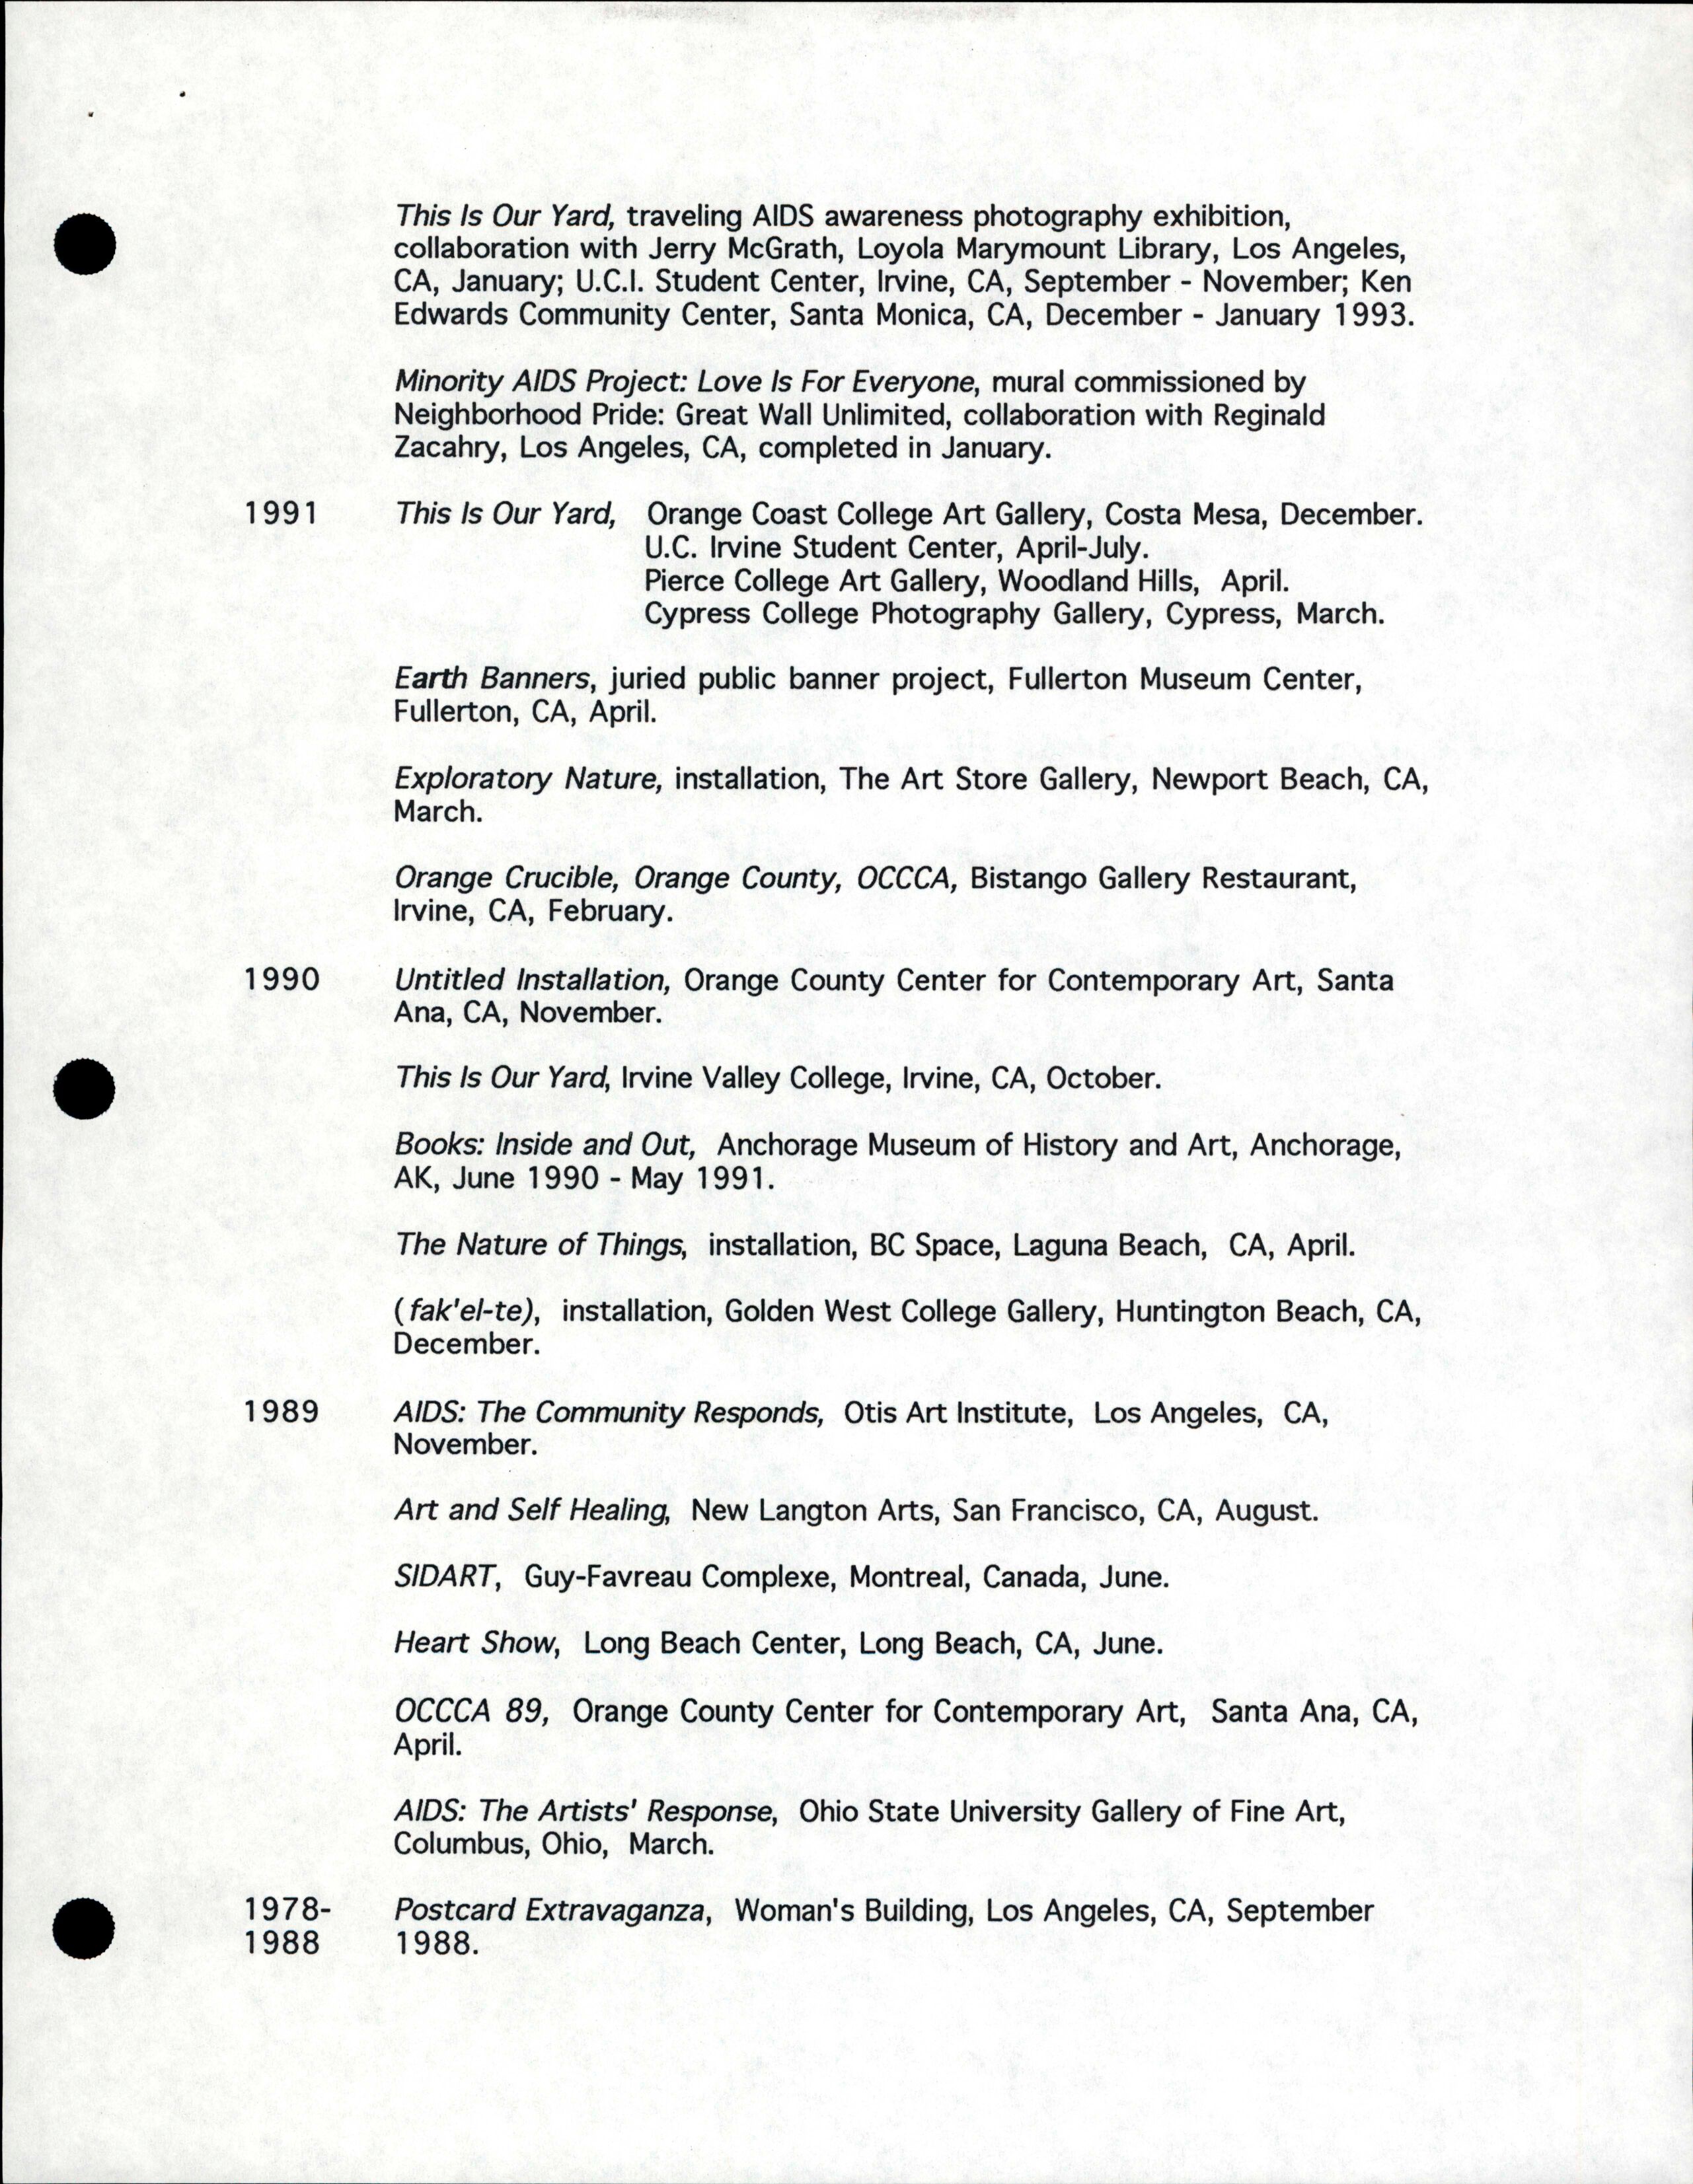 This Is Our Yard, traveling AIDS awareness photography exhibition,
collaboration with Jerry McGrath, Loyola Marymount Library, Los Angeles,
CA, January; U.C.I. Student Center, Irvine, CA, September - November; Ken
Edwards Community Center, Santa Monica, CA, December - January 1993.
Minority AIDS Project: Love Is For Everyone, mural commissioned by
Neighborhood Pride: Great Wall Unlimited, collaboration with Reginald
Zacahry, Los Angeles, CA, completed in January.
1991 This Is Our Yard, Orange Coast College Art Gallery, Costa Mesa, December.
U.C. Irvine Student Center, April-July.
Pierce College Art Gallery, Woodland Hills, April.
Cypress College Photography Gallery, Cypress, March.
Earth Banners, juried public banner project, Fullerton Museum Center,
Fullerton, CA, April.
Exploratory Nature, installation, The Art Store Gallery, Newport Beach, CA,
March.
Orange Crucible, Orange County, OCCCA, Bistango Gallery Restaurant,
Irvine, CA, February.
1990 Untitled Installation, Orange County Center for Contemporary Art, Santa
Ana, CA, November.
This Is Our Yard, Irvine Valley College, Irvine, CA, October.
Books: Inside and Out, Anchorage Museum of History and Art, Anchorage,
AK, June 1990 - May 1991.
The Nature of Things, installation, BC Space, Laguna Beach, CA, April.
(fak'el-te), installation, Golden West College Gallery, Huntington Beach, CA,
December.
1989 AIDS: The Community Responds, Otis Art Institute, Los Angeles, CA,
November.
Art and Self Healing, New Langton Arts, San Francisco, CA, August.
SIDART, Guy-Favreau Complexe, Montreal, Canada, June.
Heart Show, Long Beach Center, Long Beach, CA, June.
OCCCA 89, Orange County Center for Contemporary Art, Santa Ana, CA,
April.
AIDS: The Artists' Response, Ohio State University Gallery of Fine Art,
Columbus, Ohio, March.
1978- Postcard Extravaganza, Woman's Building, Los Angeles, CA, September
1988 1988.